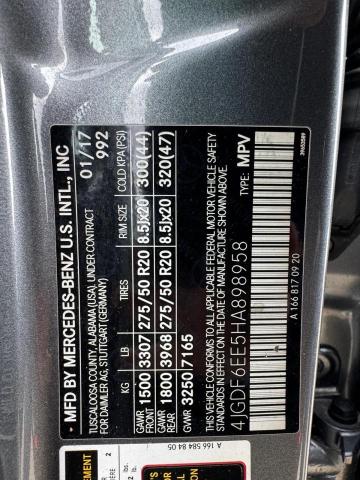 MFD BY MERCEDES-BENZ U.S. INTL., INC
TUSCALOOSA COUNTY, ALABAMA (USA), UNDER CONTRACT
FOR DAIMLER AG, STUTTGART (GERMANY)
01/17
992
KG LB TIRES RIM SIZE COLD KPA (PSI)
GAWR FRONT 1500 3307 275/50 R20 8.5Jx20 300(44)
GAWR REAR 1800 3968 275/50 R20 8.5Jx20 320(47)
GVWR 3250 7165
THIS VEHICLE CONFORMS TO ALL APPLICABLE FEDERAL MOTOR VEHICLE SAFETY
STANDARDS IN EFFECT ON THE DATE OF MANUFACTURE SHOWN ABOVE.
4JGDF6EE5HA898958 TYPE: MPV
A 166 817 09 20
A 166 584 84 05
2
lbs.